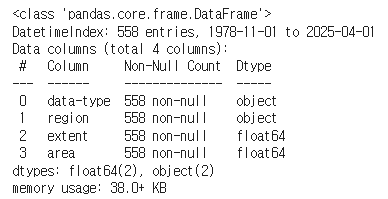 <class 'pandas.core.frame.DataFrame'>
DatetimeIndex: 558 entries, 1978-11-01 to 2025-04-01
Data columns (total 4 columns):
 #   Column     Non-Null Count  Dtype
---  ------     --------------  -----
 0   data-type  558 non-null    object
 1   region     558 non-null    object
 2   extent     558 non-null    float64
 3   area       558 non-null    float64
dtypes: float64(2), object(2)
memory usage: 38.0+ KB